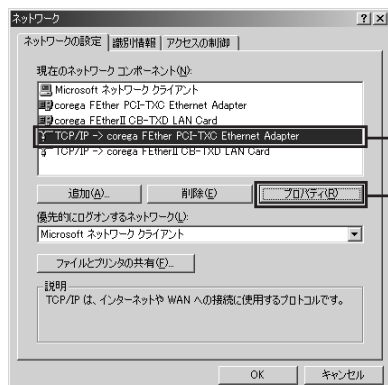 ネットワーク
ネットワークの設定 識別情報 アクセスの制御
現在のネットワーク コンポーネント(N):
Microsoft ネットワーク クライアント
corega FEther PCI-TXC Ethernet Adapter
corega FEtherII CB-TXD LAN Card
TCP/IP -> corega FEther PCI-TXC Ethernet Adapter
TCP/IP -> corega FEtherII CB-TXD LAN Card
追加(A)... 削除(E) プロパティ(R)
優先的にログオンするネットワーク(L):
Microsoft ネットワーク クライアント
ファイルとプリンタの共有(F)...
説明
TCP/IP は、インターネットや WAN への接続に使用するプロトコルです。
OK キャンセル